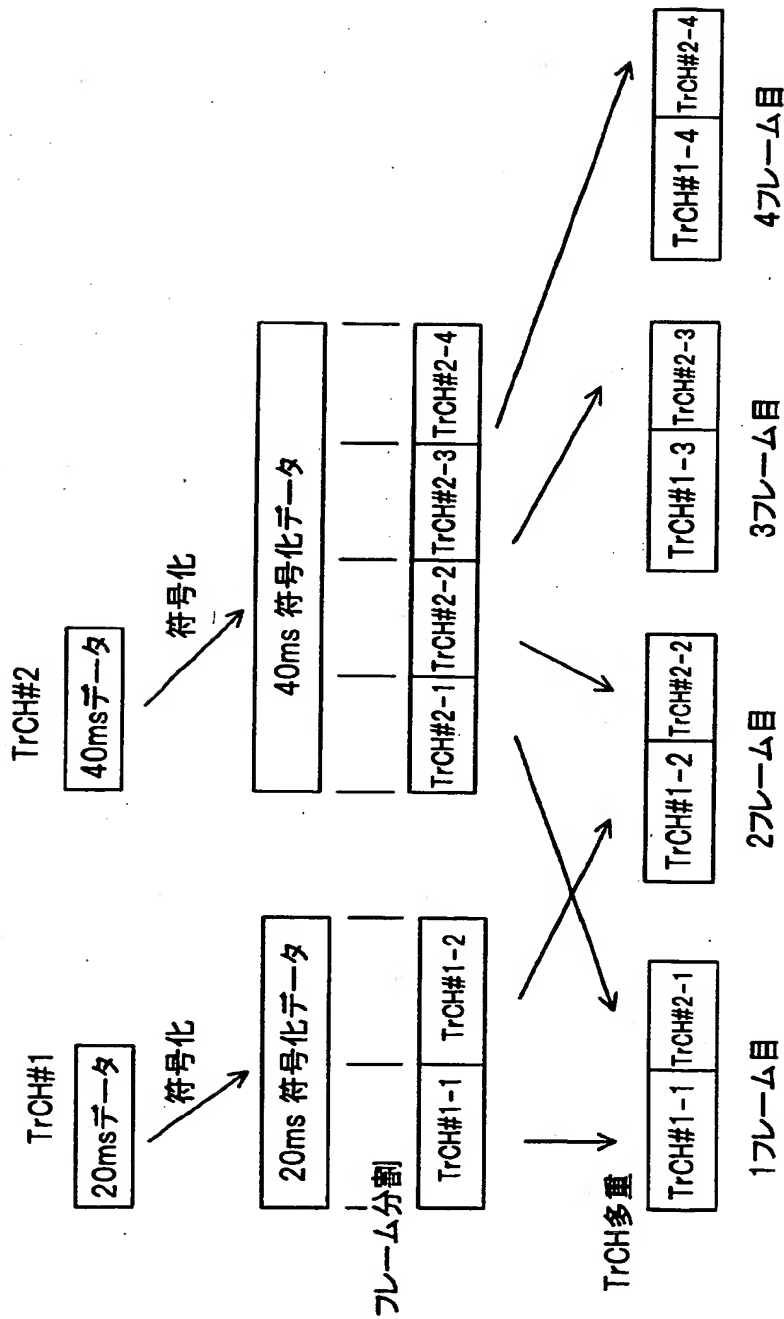 TrCH#1
TrCH#2
20msデータ
40msデータ
符号化
符号化
20ms 符号化データ
40ms 符号化データ
フレーム分割
TrCH#1-1
TrCH#1-2
TrCH#2-1
TrCH#2-2
TrCH#2-3
TrCH#2-4
TrCH多重
TrCH#1-1
TrCH#2-1
TrCH#1-2
TrCH#2-2
TrCH#1-3
TrCH#2-3
TrCH#1-4
TrCH#2-4
1フレーム目
2フレーム目
3フレーム目
4フレーム目